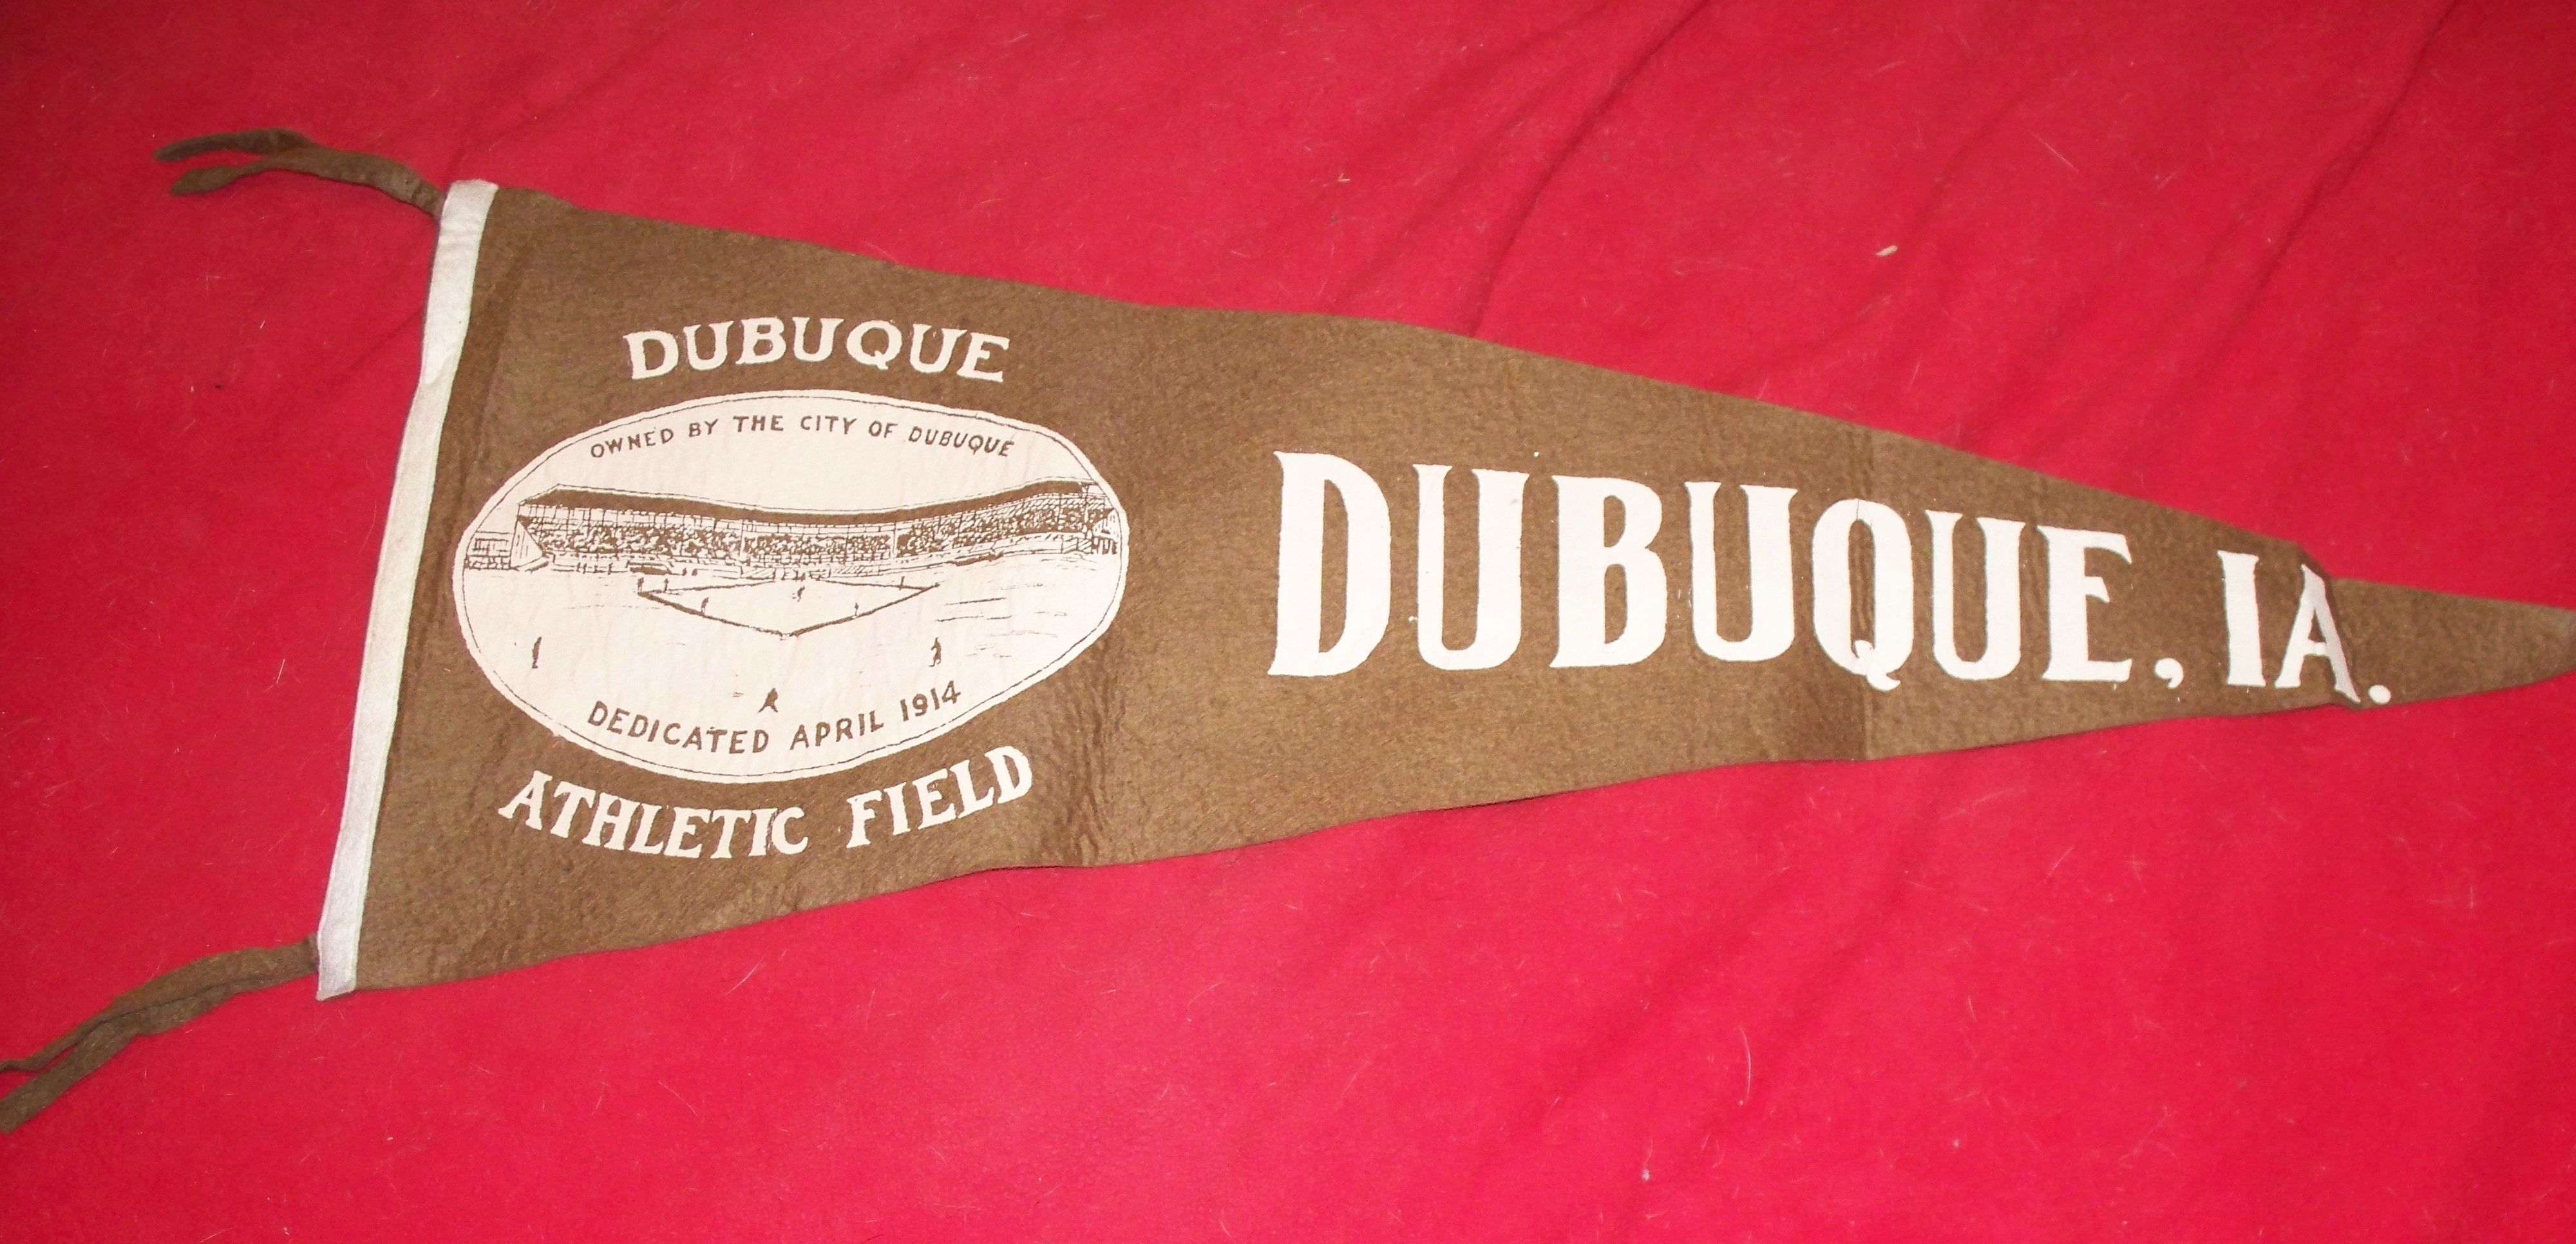 DUBUQUE
OWNED BY THE CITY OF DUBUQUE
DEDICATED APRIL 1914
ATHLETIC FIELD
DUBUQUE, IA.